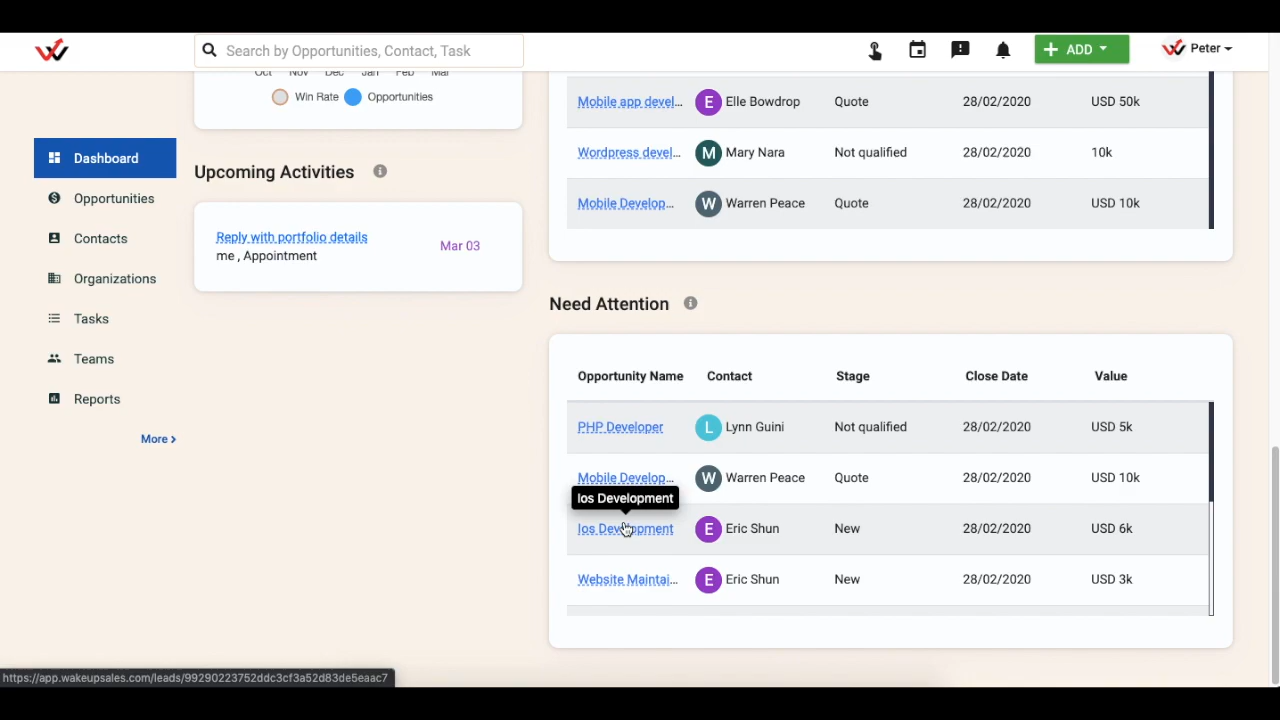 Search by Opportunities, Contact, Task
ADD
Peter
Dashboard
Opportunities
Contacts
Organizations
Tasks
Teams
Reports
More >
Oct Nov Dec Jan Feb Mar
Win Rate Opportunities
Upcoming Activities
Reply with portfolio details
me , Appointment
Mar 03
Mobile app devel... E Elle Bowdrop Quote 28/02/2020 USD 50k
Wordpress devel... M Mary Nara Not qualified 28/02/2020 10k
Mobile Develop... W Warren Peace Quote 28/02/2020 USD 10k
Need Attention
Opportunity Name Contact Stage Close Date Value
PHP Developer L Lynn Guini Not qualified 28/02/2020 USD 5k
Mobile Develop... W Warren Peace Quote 28/02/2020 USD 10k
Ios Development
Ios Development E Eric Shun New 28/02/2020 USD 6k
Website Maintai... E Eric Shun New 28/02/2020 USD 3k
https://app.wakeupsales.com/leads/99290223752ddc3cf3a52d83de5eaac7